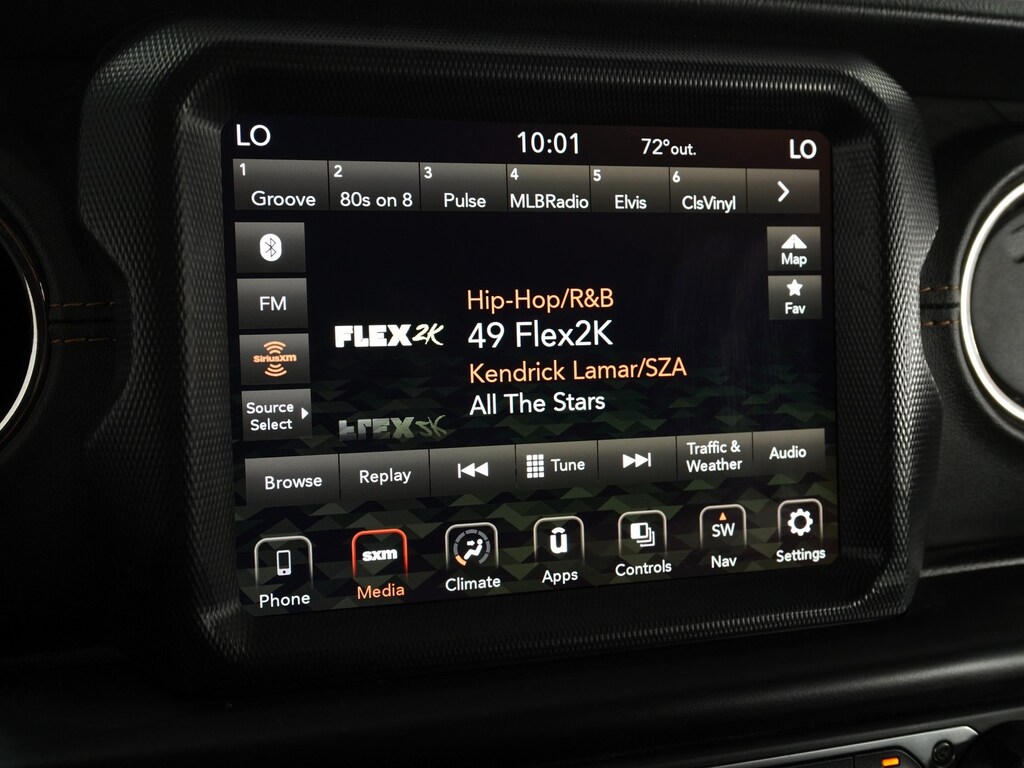 LO 10:01 72°out. LO
1 Groove 2 80s on 8 3 Pulse 4 MLBRadio 5 Elvis 6 ClsVinyl
Map
FM
Fav
Hip-Hop/R&B
FLEX2K
49 Flex2K
SiriusXM
Kendrick Lamar/SZA
All The Stars
Source
Select
FLEX2K
Browse Replay Tune Traffic &
Weather Audio
sxm SW
Phone Media Climate Apps Controls Nav Settings